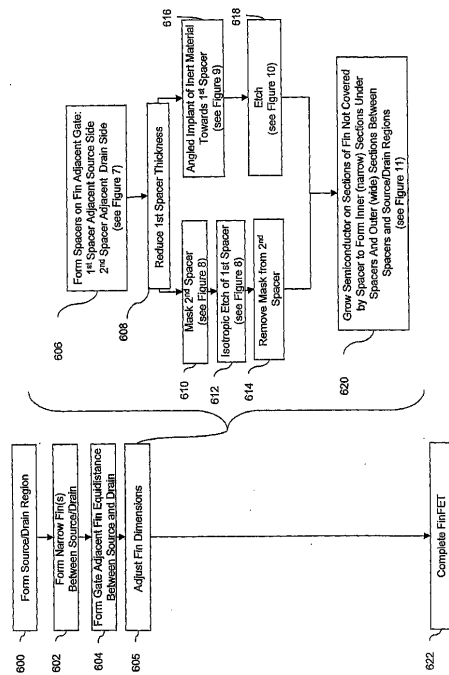 600
Form Source/Drain Region
602
Form Narrow Fin(s)
Between Source/Drain
604
Form Gate Adjacent Fin Equidistance
Between Source and Drain
605
Adjust Fin Dimensions
606
Form Spacers on Fin Adjacent Gate:
1st Spacer Adjacent Source Side
2nd Spacer Adjacent Drain Side
(see Figure 7)
608
Reduce 1st Spacer Thickness
610
Mask 2nd Spacer
(see Figure 8)
612
Isotropic Etch of 1st Spacer
(see Figure 8)
614
Remove Mask from 2nd
Spacer
616
Angled Implant of Inert Material
Towards 1st Spacer
(see Figure 9)
618
Etch
(see Figure 10)
620
Grow Semiconductor on Sections of Fin Not Covered
by Spacer to Form Inner (narrow) Sections Under
Spacers And Outer (wide) Sections Between
Spacers and Source/Drain Regions
(see Figure 11)
622
Complete FinFET